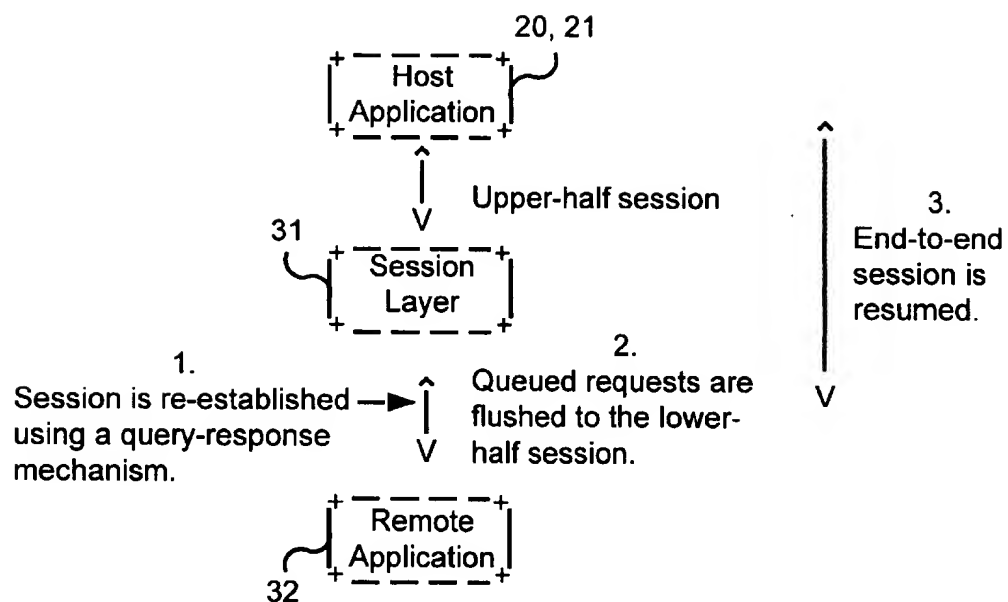 20, 21
Host
Application
Upper-half session
31
Session
Layer
1.
Session is re-established
using a query-response
mechanism.
2.
Queued requests are
flushed to the lower-
half session.
3.
End-to-end
session is
resumed.
Remote
Application
32